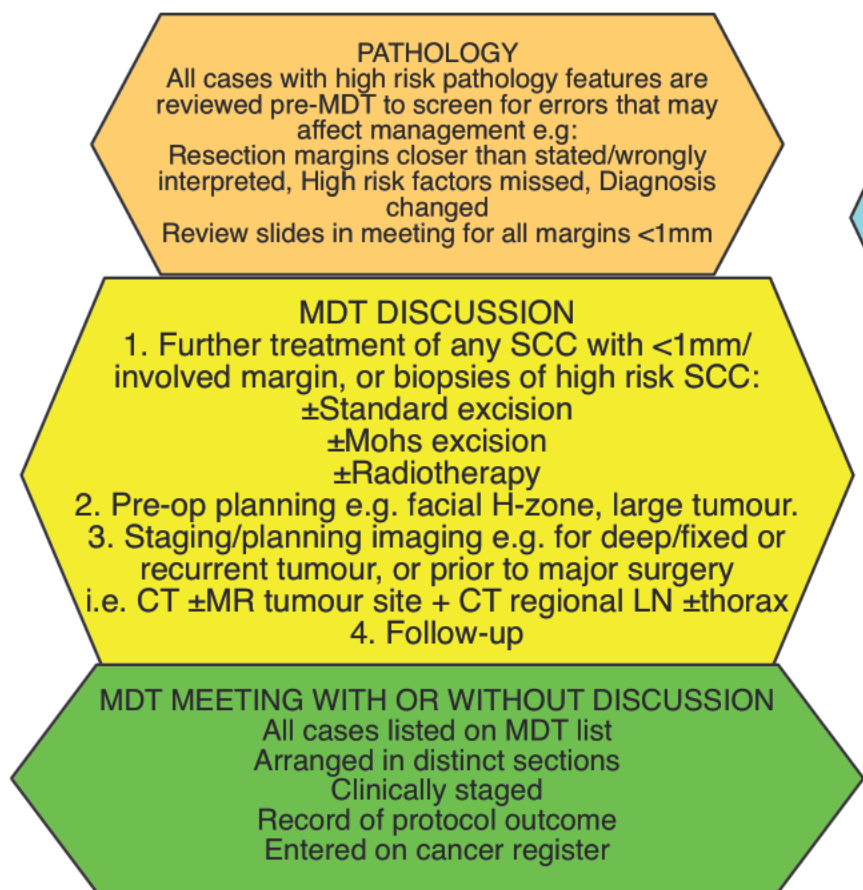 PATHOLOGY
All cases with high risk pathology features are
reviewed pre-MDT to screen for errors that may
affect management e.g:
Resection margins closer than stated/wrongly
interpreted, High risk factors missed, Diagnosis
changed
Review slides in meeting for all margins <1mm
MDT DISCUSSION
1. Further treatment of any SCC with <1mm/
involved margin, or biopsies of high risk SCC:
±Standard excision
±Mohs excision
±Radiotherapy
2. Pre-op planning e.g. facial H-zone, large tumour.
3. Staging/planning imaging e.g. for deep/fixed or
recurrent tumour, or prior to major surgery
i.e. CT ±MR tumour site + CT regional LN ±thorax
4. Follow-up
MDT MEETING WITH OR WITHOUT DISCUSSION
All cases listed on MDT list
Arranged in distinct sections
Clinically staged
Record of protocol outcome
Entered on cancer register